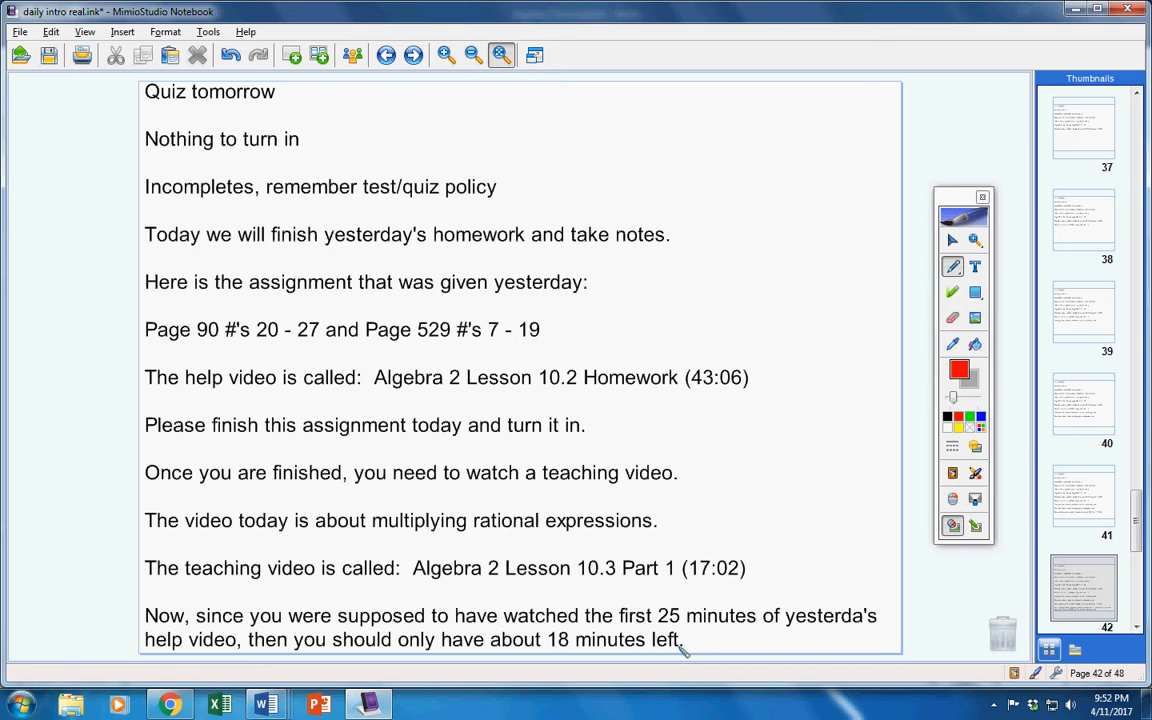 daily intro real.ink* - MimioStudio Notebook
File Edit View Insert Format Tools Help
Quiz tomorrow
Nothing to turn in
Incompletes, remember test/quiz policy
Today we will finish yesterday's homework and take notes.
Here is the assignment that was given yesterday:
Page 90 #'s 20 - 27 and Page 529 #'s 7 - 19
The help video is called:  Algebra 2 Lesson 10.2 Homework (43:06)
Please finish this assignment today and turn it in.
Once you are finished, you need to watch a teaching video.
The video today is about multiplying rational expressions.
The teaching video is called:  Algebra 2 Lesson 10.3 Part 1 (17:02)
Now, since you were supposed to have watched the first 25 minutes of yesterda's
help video, then you should only have about 18 minutes left.
Thumbnails
37
38
39
40
41
42
Page 42 of 48
9:52 PM
4/11/2017